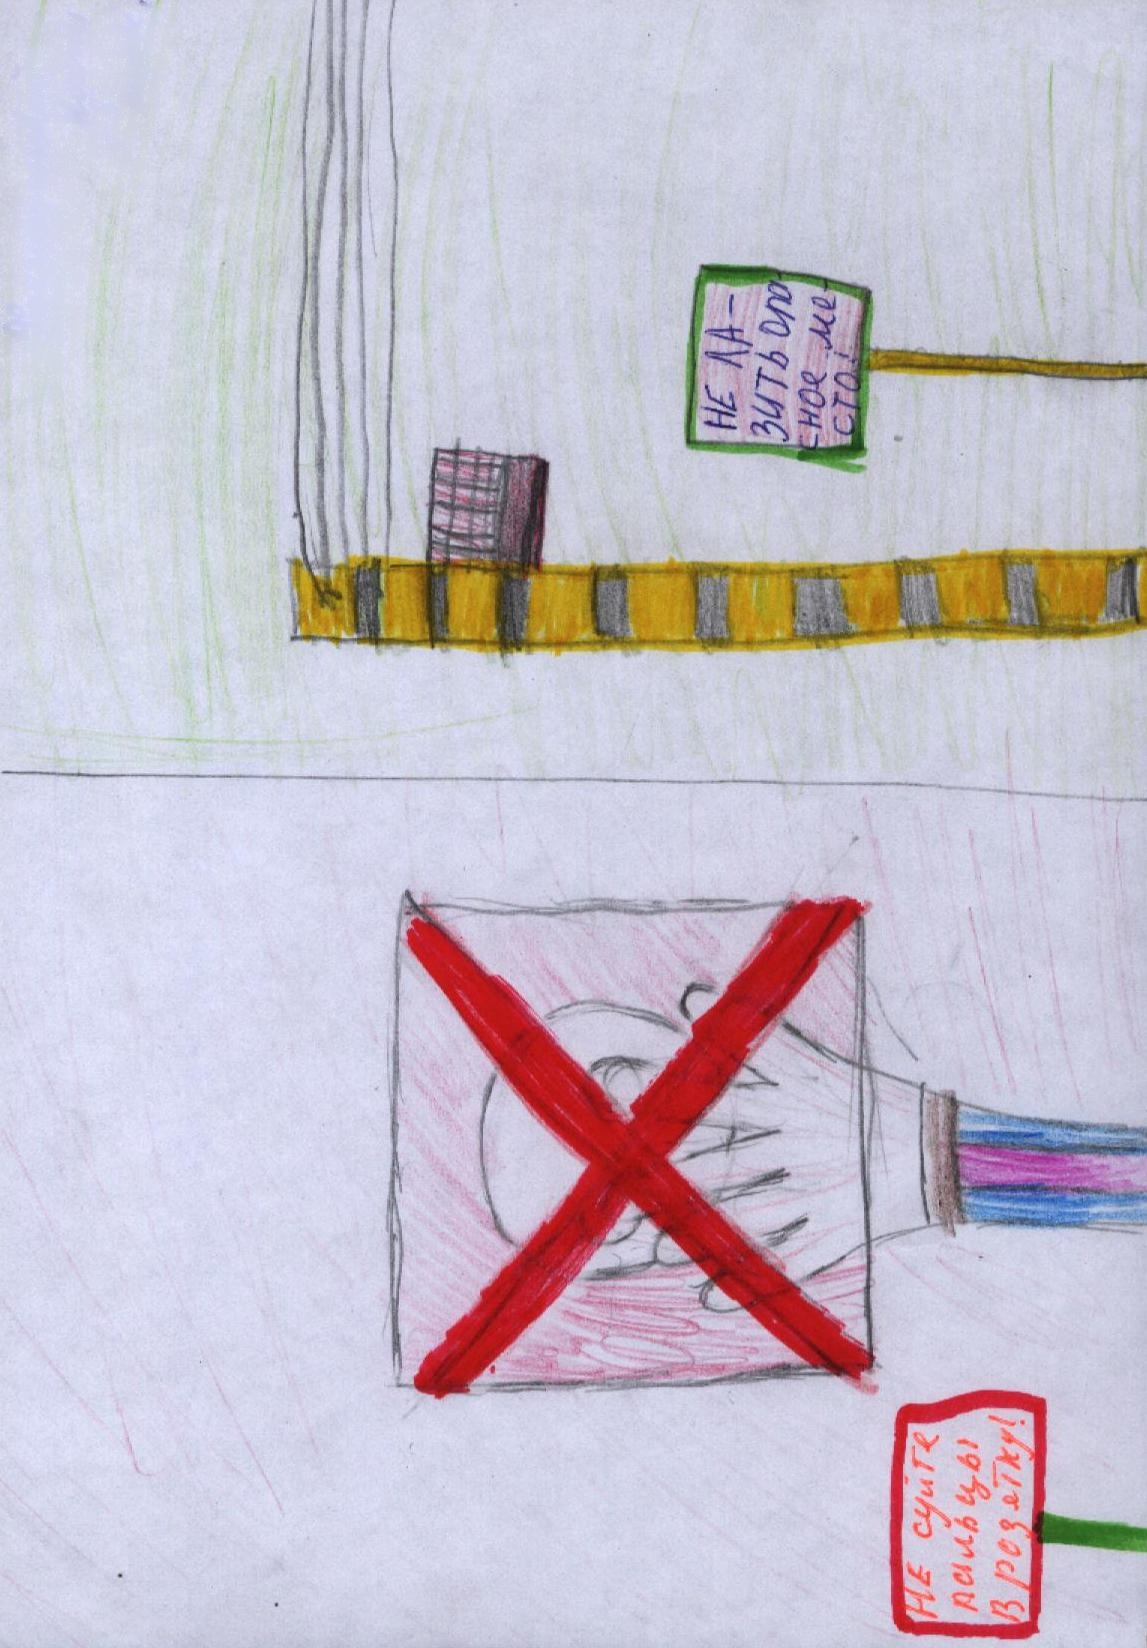 НЕ суйте
пальцы
В розетку!
НЕ ЛА-
ЗИТЬ ОПА
СНОе ме-
СТО!